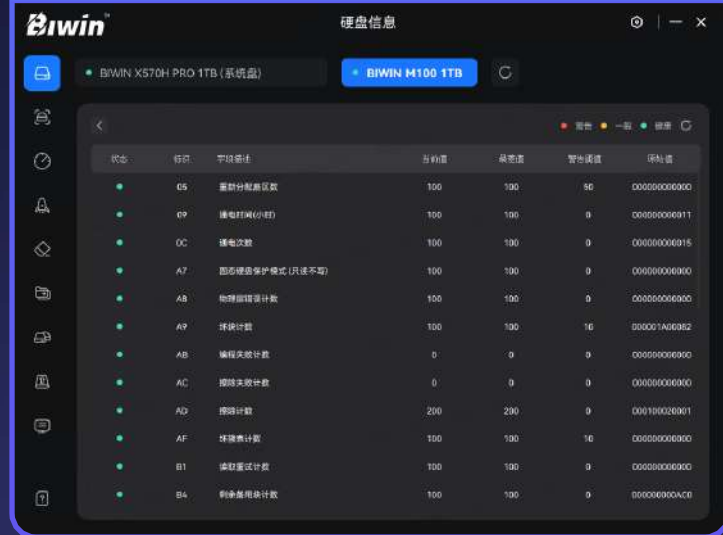 Biwin 硬盘信息
BIWIN X570H PRO 1TB (系统盘) BIWIN M100 1TB
警告 一般 健康
状态 标识 字段描述 当前值 最差值 警告阈值 原始值
05 重新分配扇区数 100 100 50 000000000000
09 通电时间(小时) 100 100 0 000000000011
0C 通电次数 100 100 0 000000000015
A7 固态硬盘保护模式(只读不写) 100 100 0 000000000000
A8 物理层错误计数 100 100 0 000000000000
A9 坏块计数 100 100 10 000001A00082
AB 编程失败计数 0 0 0 000000000000
AC 擦除失败计数 0 0 0 000000000000
AD 擦除计数 200 200 0 000100020001
AF 坏簇表计数 100 100 10 000000000000
B1 读取重试计数 100 100 0 000000000000
B4 剩余备用块计数 100 100 0 000000000AC0